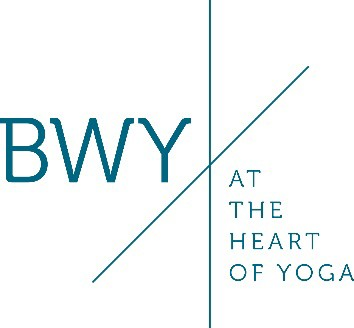 BWY
AT
THE
HEART
OF YOGA